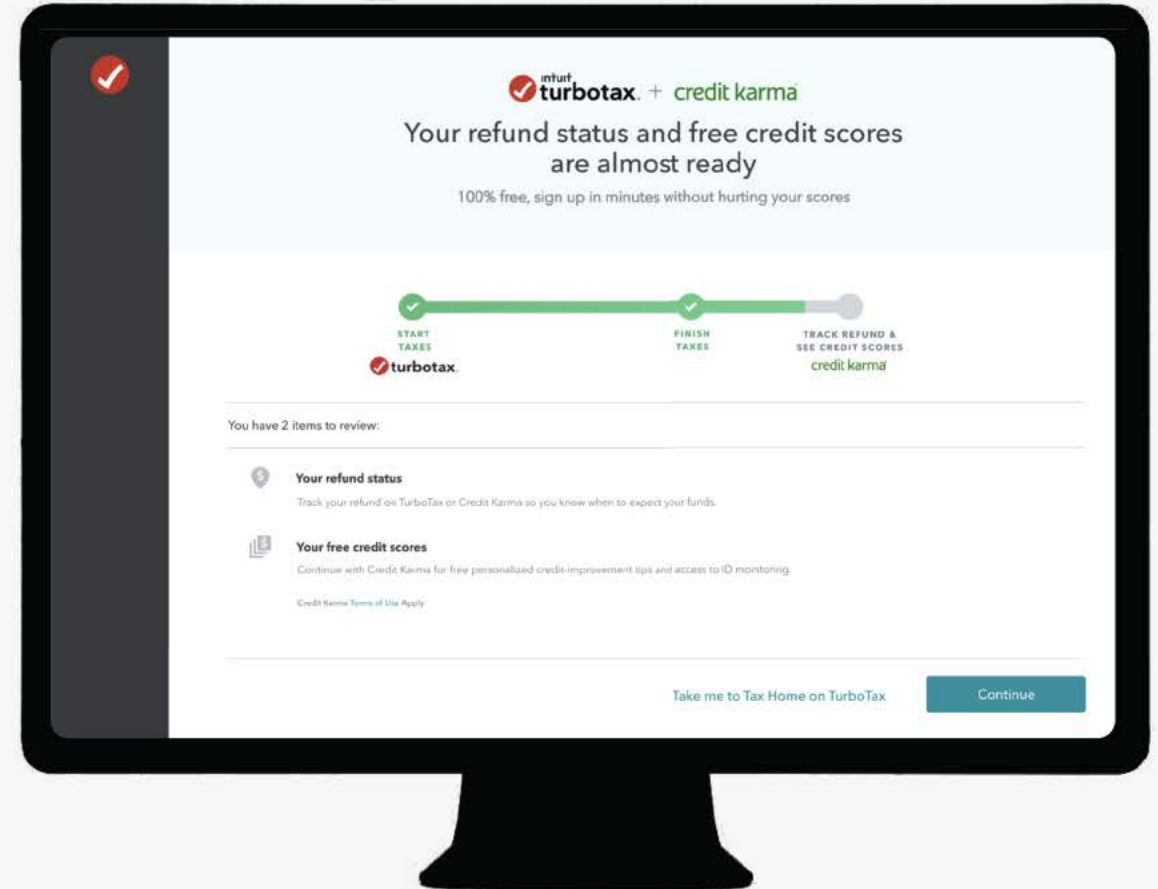 intuit
turbotax. + credit karma
Your refund status and free credit scores
are almost ready
100% free, sign up in minutes without hurting your scores
START
TAXES
turbotax.
FINISH
TAXES
TRACK REFUND &
SEE CREDIT SCORES
credit karma
You have 2 items to review:
Your refund status
Track your refund on TurboTax or Credit Karma so you know when to expect your funds.
Your free credit scores
Continue with Credit Karma for free personalized credit-improvement tips and access to ID monitoring.
Credit Karma Terms of Use Apply
Take me to Tax Home on TurboTax
Continue